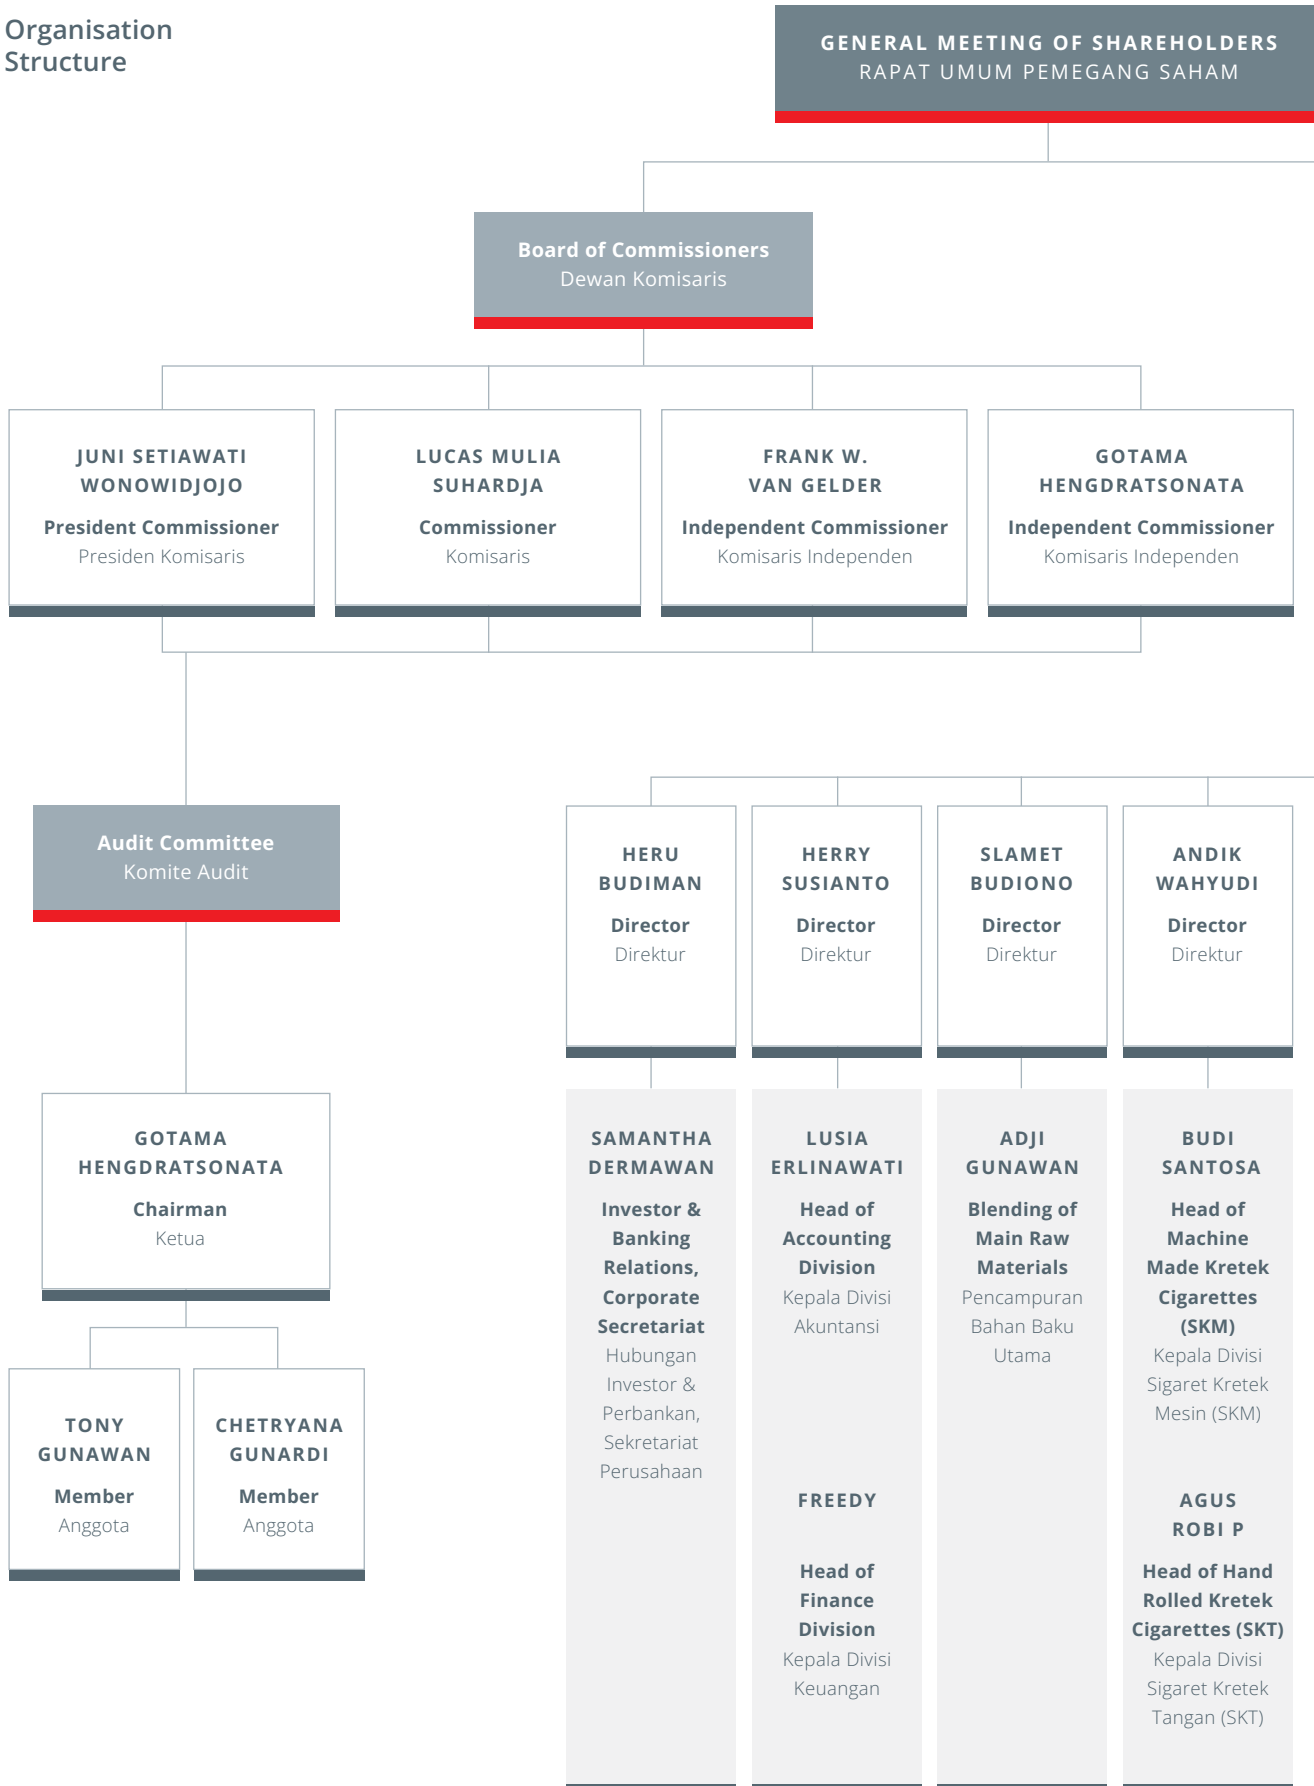 Organisation
Structure
GENERAL MEETING OF SHAREHOLDERS
RAPAT UMUM PEMEGANG SAHAM
Board of Commissioners
Dewan Komisaris
JUNI SETIAWATI
WONOWIDJOJO
President Commissioner
Presiden Komisaris
LUCAS MULIA
SUHARDJA
Commissioner
Komisaris
FRANK W.
VAN GELDER
Independent Commissioner
Komisaris Independen
GOTAMA
HENGDRATSONATA
Independent Commissioner
Komisaris Independen
Audit Committee
Komite Audit
GOTAMA
HENGDRATSONATA
Chairman
Ketua
TONY
GUNAWAN
Member
Anggota
CHETRYANA
GUNARDI
Member
Anggota
HERU
BUDIMAN
Director
Direktur
SAMANTHA
DERMAWAN
Investor &
Banking
Relations,
Corporate
Secretariat
Hubungan
Investor &
Perbankan,
Sekretariat
Perusahaan
HERRY
SUSIANTO
Director
Direktur
LUSIA
ERLINAWATI
Head of
Accounting
Division
Kepala Divisi
Akuntansi
FREEDY
Head of
Finance
Division
Kepala Divisi
Keuangan
SLAMET
BUDIONO
Director
Direktur
ADJI
GUNAWAN
Blending of
Main Raw
Materials
Pencampuran
Bahan Baku
Utama
ANDIK
WAHYUDI
Director
Direktur
BUDI
SANTOSA
Head of
Machine
Made Kretek
Cigarettes
(SKM)
Kepala Divisi
Sigaret Kretek
Mesin (SKM)
AGUS
ROBI P
Head of Hand
Rolled Kretek
Cigarettes (SKT)
Kepala Divisi
Sigaret Kretek
Tangan (SKT)